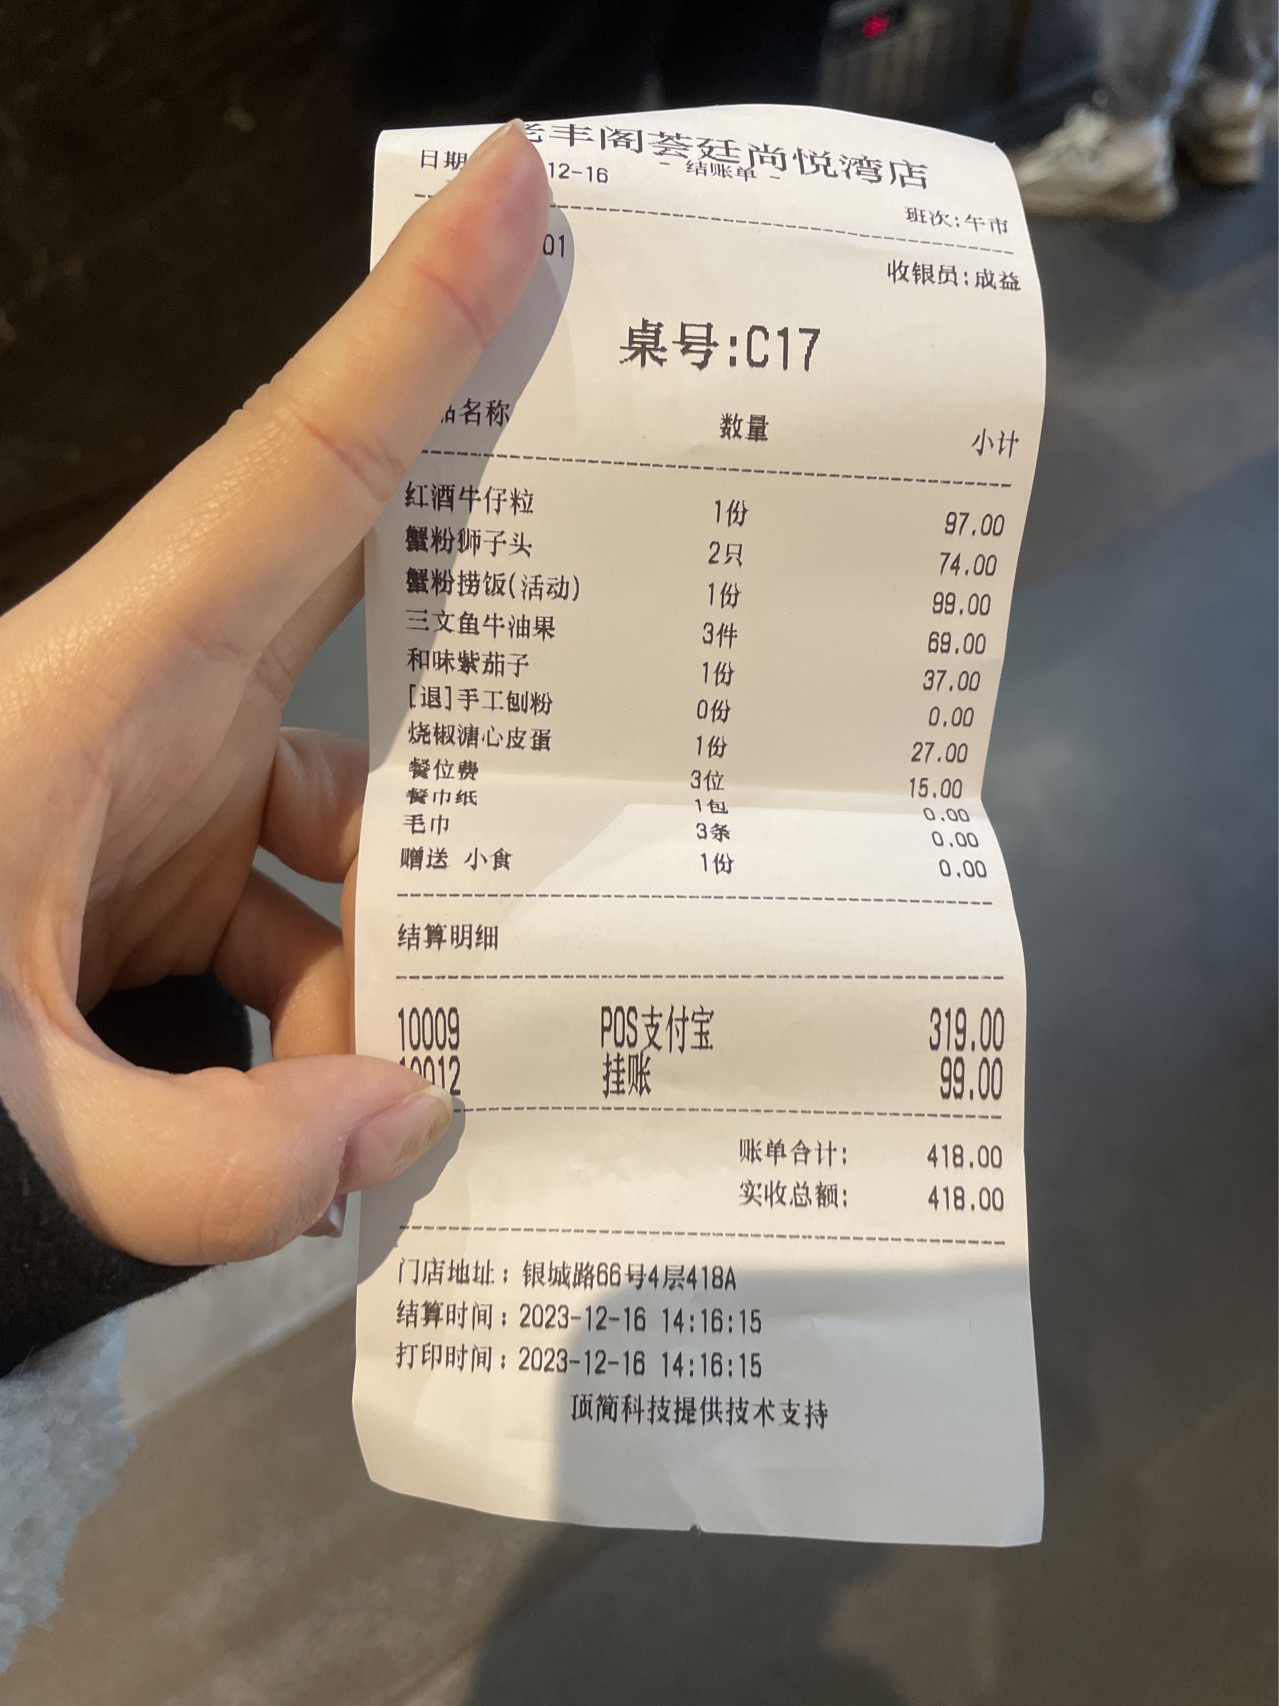 丰阁荟廷尚悦湾店
- 结账单 -
日期 12-16 班次:午市
01 收银员:成益
桌号:C17
品名称 数量 小计
红酒牛仔粒 1份 97.00
蟹粉狮子头 2只 74.00
蟹粉捞饭(活动) 1份 99.00
三文鱼牛油果 3件 69.00
和味紫茄子 1份 37.00
[退]手工刨粉 0份 0.00
烧椒溏心皮蛋 1份 27.00
餐位费 3位 15.00
餐巾纸 1包 0.00
毛巾 3条 0.00
赠送 小食 1份 0.00
结算明细
10009 POS支付宝 319.00
10012 挂账 99.00
账单合计: 418.00
实收总额: 418.00
门店地址：银城路66号4层418A
结算时间：2023-12-16 14:16:15
打印时间：2023-12-16 14:16:15
顶简科技提供技术支持